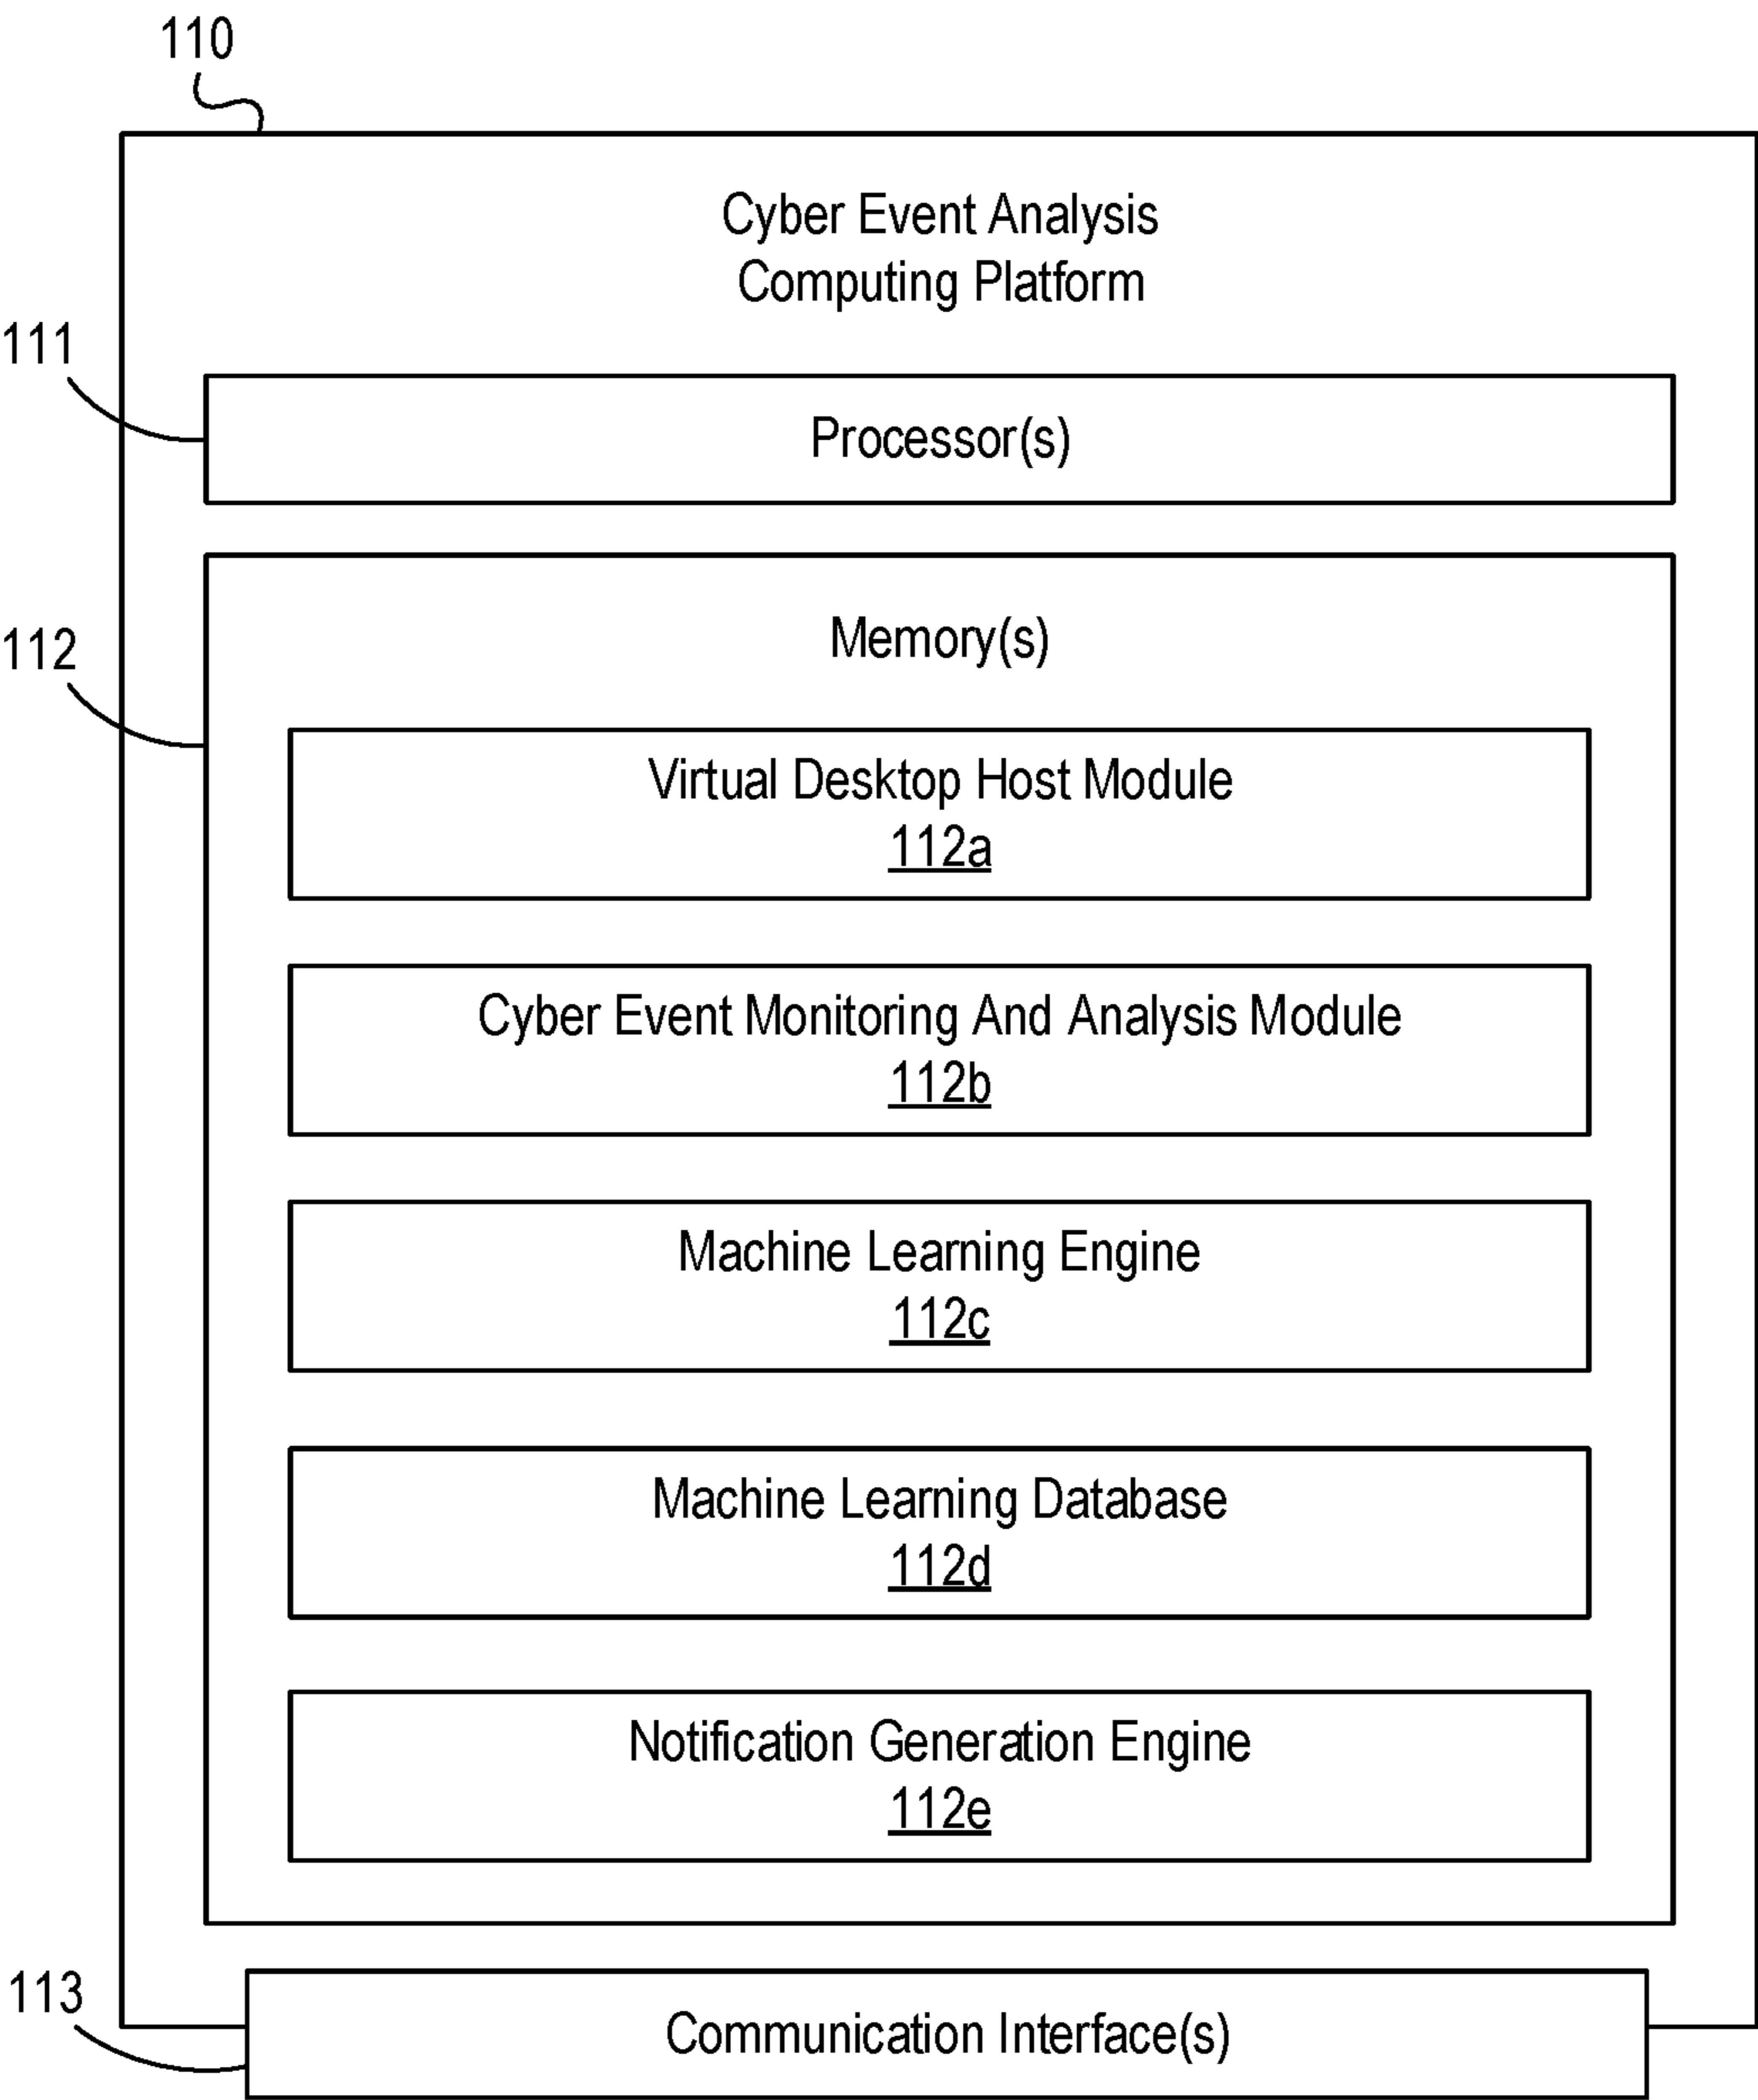 110
Cyber Event Analysis
Computing Platform
111
Processor(s)
112
Memory(s)
Virtual Desktop Host Module
112a
Cyber Event Monitoring And Analysis Module
112b
Machine Learning Engine
112c
Machine Learning Database
112d
Notification Generation Engine
112e
113
Communication Interface(s)